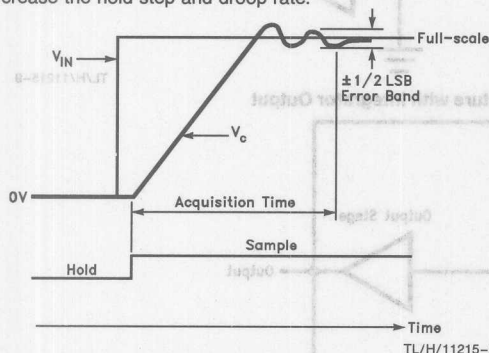 crease the hold step and droop rate.
Full-scale
V_IN
±1/2 LSB
Error Band
V_c
0V
Acquisition Time
Sample
Hold
Time
TL/H/11215-